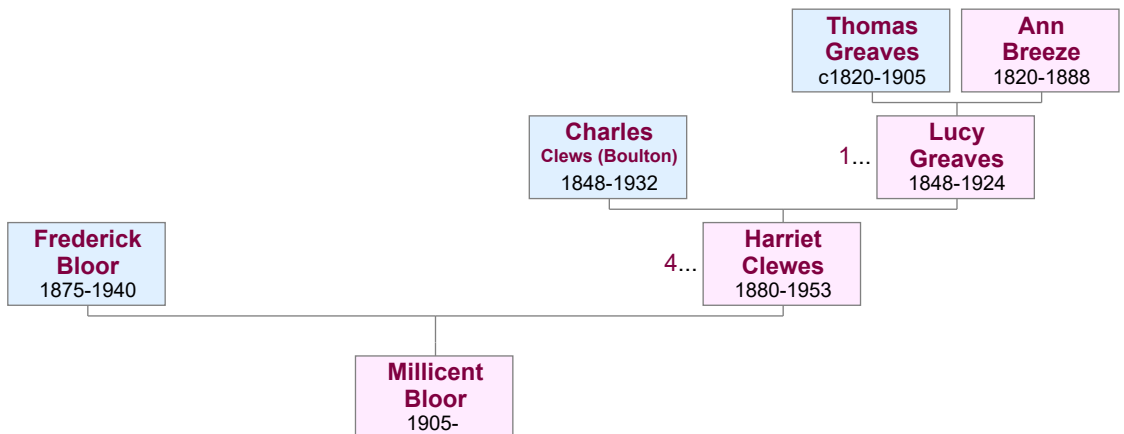 Thomas
Greaves
c1820-1905
Ann
Breeze
1820-1888
Charles
Clews (Boulton)
1848-1932
1...
Lucy
Greaves
1848-1924
Frederick
Bloor
1875-1940
4...
Harriet
Clewes
1880-1953
Millicent
Bloor
1905-